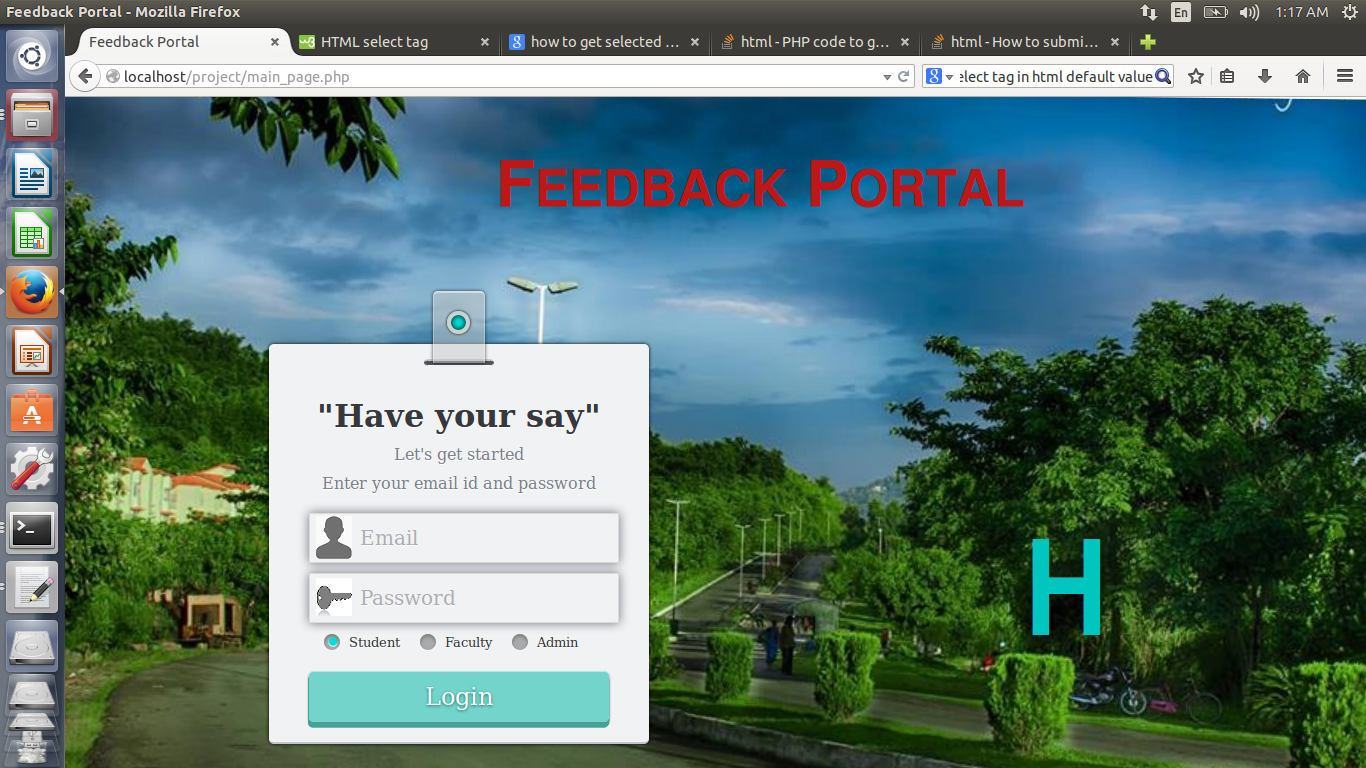 Feedback Portal - Mozilla Firefox
En
1:17 AM
Feedback Portal
HTML select tag
how to get selected ...
html - PHP code to g...
html - How to submi...
localhost/project/main_page.php
elect tag in html default value
FEEDBACK PORTAL
"Have your say"
Let's get started
Enter your email id and password
Email
Password
Student Faculty Admin
Login
H